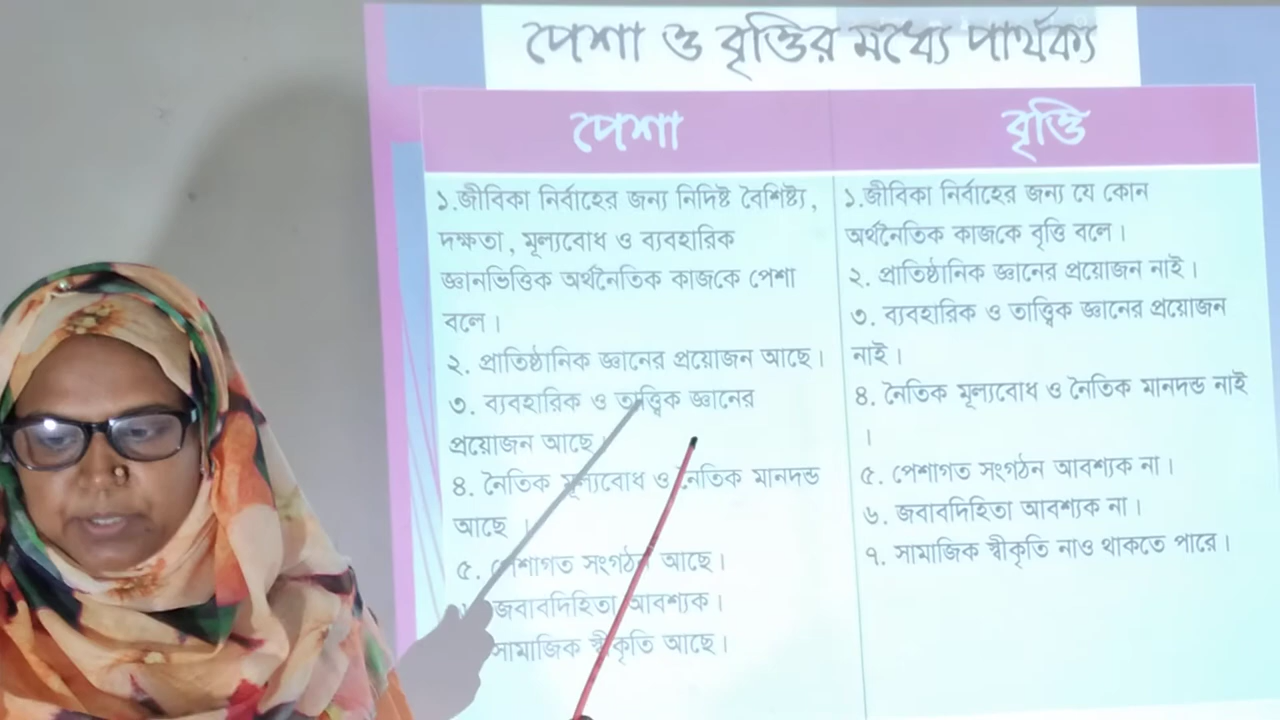 পেশা ও বৃত্তির মধ্যে পার্থক্য
পেশা
১.জীবিকা নির্বাহের জন্য নিদিষ্ট বৈশিষ্ট্য,
দক্ষতা, মূল্যবোধ ও ব্যবহারিক
জ্ঞানভিত্তিক অর্থনৈতিক কাজকে পেশা
বলে।
২. প্রাতিষ্ঠানিক জ্ঞানের প্রয়োজন আছে।
৩. ব্যবহারিক ও তাত্ত্বিক জ্ঞানের
প্রয়োজন আছে।
৪. নৈতিক মূল্যবোধ ও নৈতিক মানদন্ড
আছে ।
৫. পেশাগত সংগঠন আছে।
জবাবদিহিতা আবশ্যক।
সামাজিক স্বীকৃতি আছে।
বৃত্তি
১.জীবিকা নির্বাহের জন্য যে কোন
অর্থনৈতিক কাজকে বৃত্তি বলে।
২. প্রাতিষ্ঠানিক জ্ঞানের প্রয়োজন নাই।
৩. ব্যবহারিক ও তাত্ত্বিক জ্ঞানের প্রয়োজন
নাই।
৪. নৈতিক মূল্যবোধ ও নৈতিক মানদন্ড নাই
।
৫. পেশাগত সংগঠন আবশ্যক না।
৬. জবাবদিহিতা আবশ্যক না।
৭. সামাজিক স্বীকৃতি নাও থাকতে পারে।